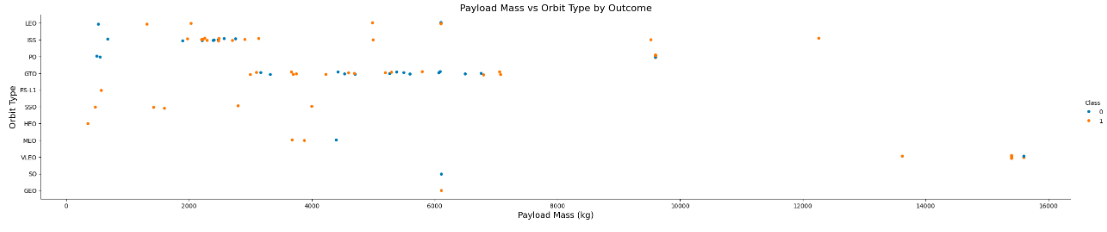 Payload Mass vs Orbit Type by Outcome
Orbit Type
LEO
ISS
PO
GTO
ES-L1
SSO
HEO
MEO
VLEO
SO
GEO
0
2000
4000
6000
8000
10000
12000
14000
16000
Payload Mass (kg)
Class
0
1